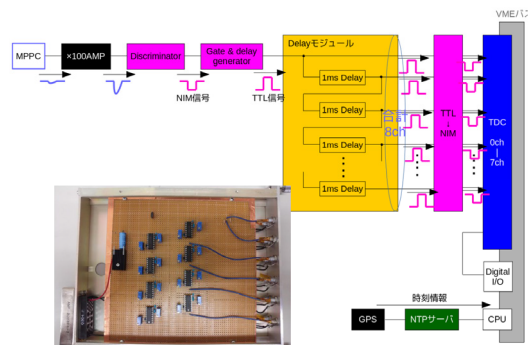 VMEバス
MPPC
×100AMP
Discriminator
Gate & delay
generator
NIM信号
TTL信号
Delayモジュール
1ms Delay
1ms Delay
1ms Delay
1ms Delay
合計
8ch
TTL
↓
NIM
TDC
0ch
|
7ch
Digital
I/O
時刻情報
GPS
NTPサーバ
CPU